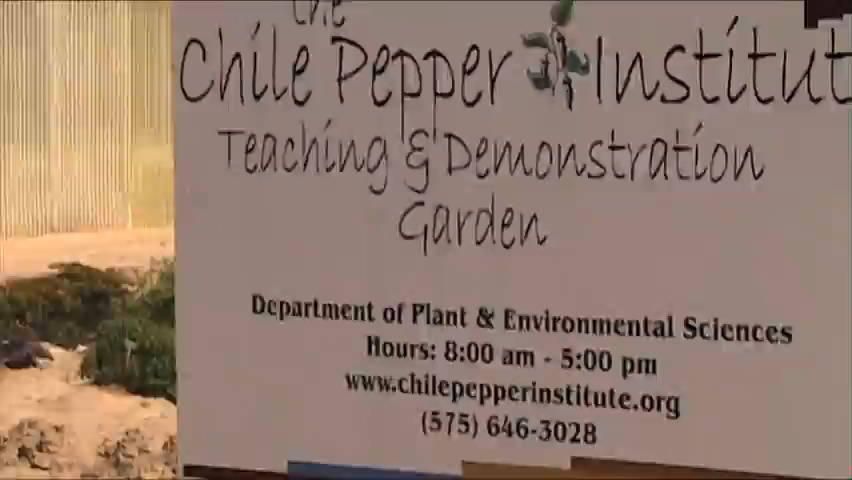 the
Chile Pepper Institut
Teaching & Demonstration
Garden
Department of Plant & Environmental Sciences
Hours: 8:00 am - 5:00 pm
www.chilepepperinstitute.org
(575) 646-3028